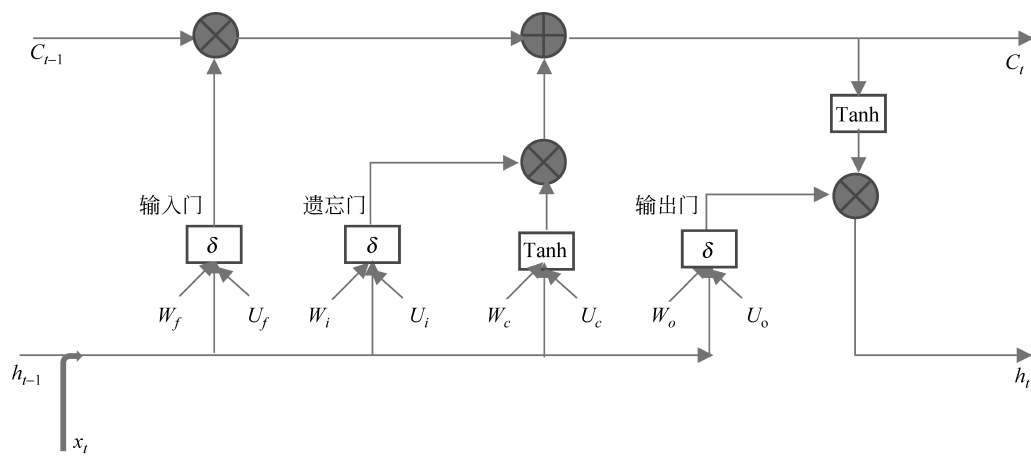 C_{t-1}
C_t
Tanh
输入门
遗忘门
输出门
δ
δ
Tanh
δ
W_f
U_f
W_i
U_i
W_c
U_c
W_o
U_o
h_{t-1}
h_t
x_t